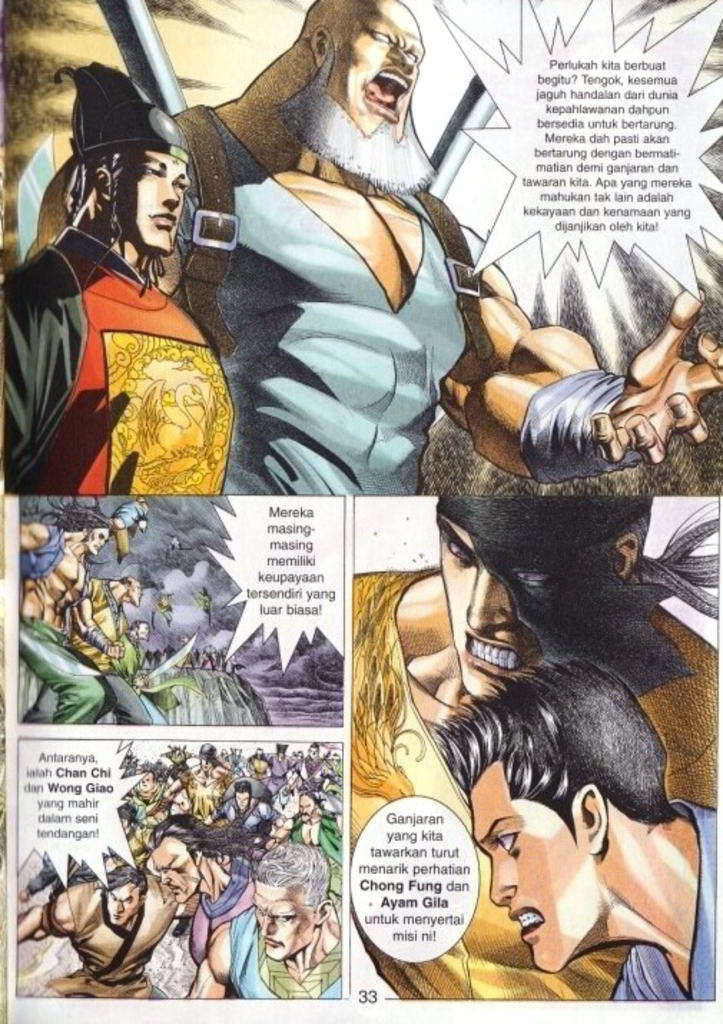 Perlukah kita berbuat
begitu? Tengok, kesemua
jaguh handalan dari dunia
kepahlawanan dahpun
bersedia untuk bertarung.
Mereka dah pasti akan
bertarung dengan bermati-
matian demi ganjaran dan
tawaran kita. Apa yang mereka
mahukan tak lain adalah
kekayaan dan kenamaan yang
dijanjikan oleh kita!
Mereka
masing-
masing
memiliki
keupayaan
tersendiri yang
luar biasa!
Antaranya,
ialah Chan Chi
dan Wong Giao
yang mahir
dalam seni
tendangan!
Ganjaran
yang kita
tawarkan turut
menarik perhatian
Chong Fung dan
Ayam Gila
untuk menyertai
misi ni!
33